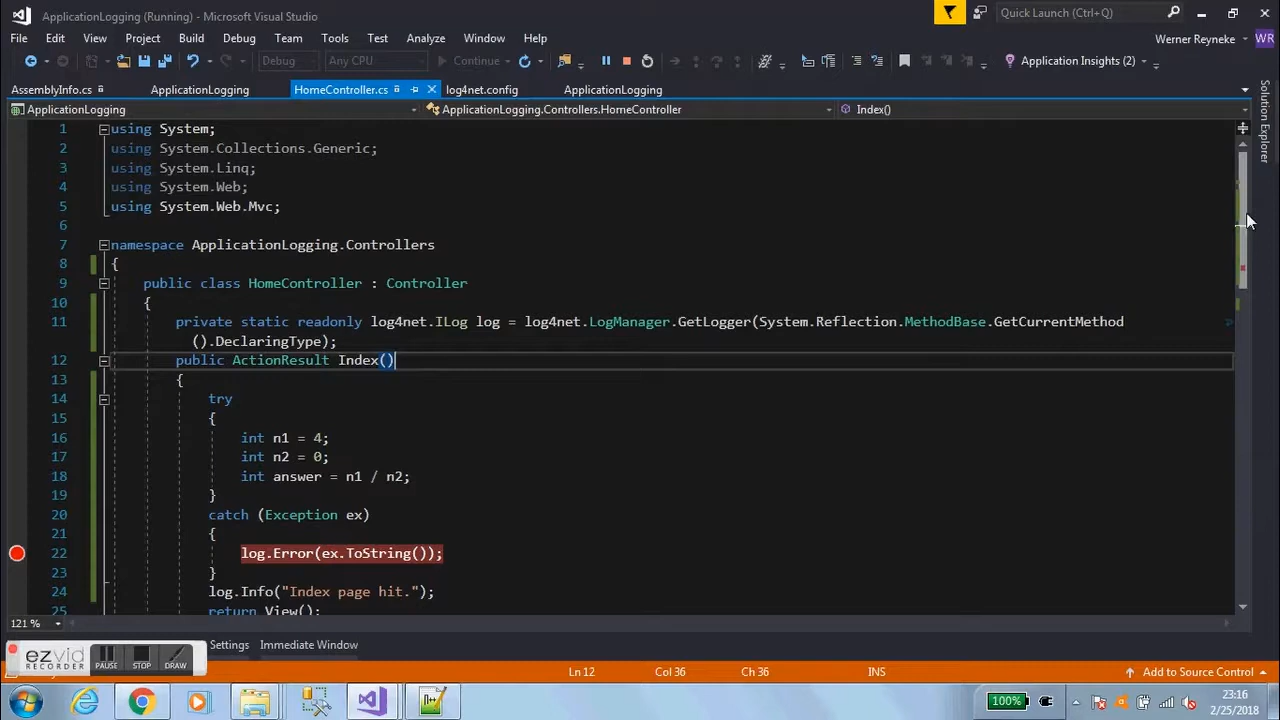 ApplicationLogging (Running) - Microsoft Visual Studio
Quick Launch (Ctrl+Q)
File Edit View Project Build Debug Team Tools Test Analyze Window Help
Werner Reyneke WR
Debug Any CPU Continue Application Insights (2)
AssemblyInfo.cs ApplicationLogging HomeController.cs log4net.config ApplicationLogging
ApplicationLogging ApplicationLogging.Controllers.HomeController Index()
Solution Explorer
1 using System;
2 using System.Collections.Generic;
3 using System.Linq;
4 using System.Web;
5 using System.Web.Mvc;
6
7 namespace ApplicationLogging.Controllers
8 {
9 public class HomeController : Controller
10 {
11 private static readonly log4net.ILog log = log4net.LogManager.GetLogger(System.Reflection.MethodBase.GetCurrentMethod
().DeclaringType);
12 public ActionResult Index()
13 {
14 try
15 {
16 int n1 = 4;
17 int n2 = 0;
18 int answer = n1 / n2;
19 }
20 catch (Exception ex)
21 {
22 log.Error(ex.ToString());
23 }
24 log.Info("Index page hit.");
25 return View();
121 %
Settings Immediate Window
ezvid
RECORDER
PAUSE STOP DRAW
Ln 12 Col 36 Ch 36 INS Add to Source Control
100%
23:16
2/25/2018